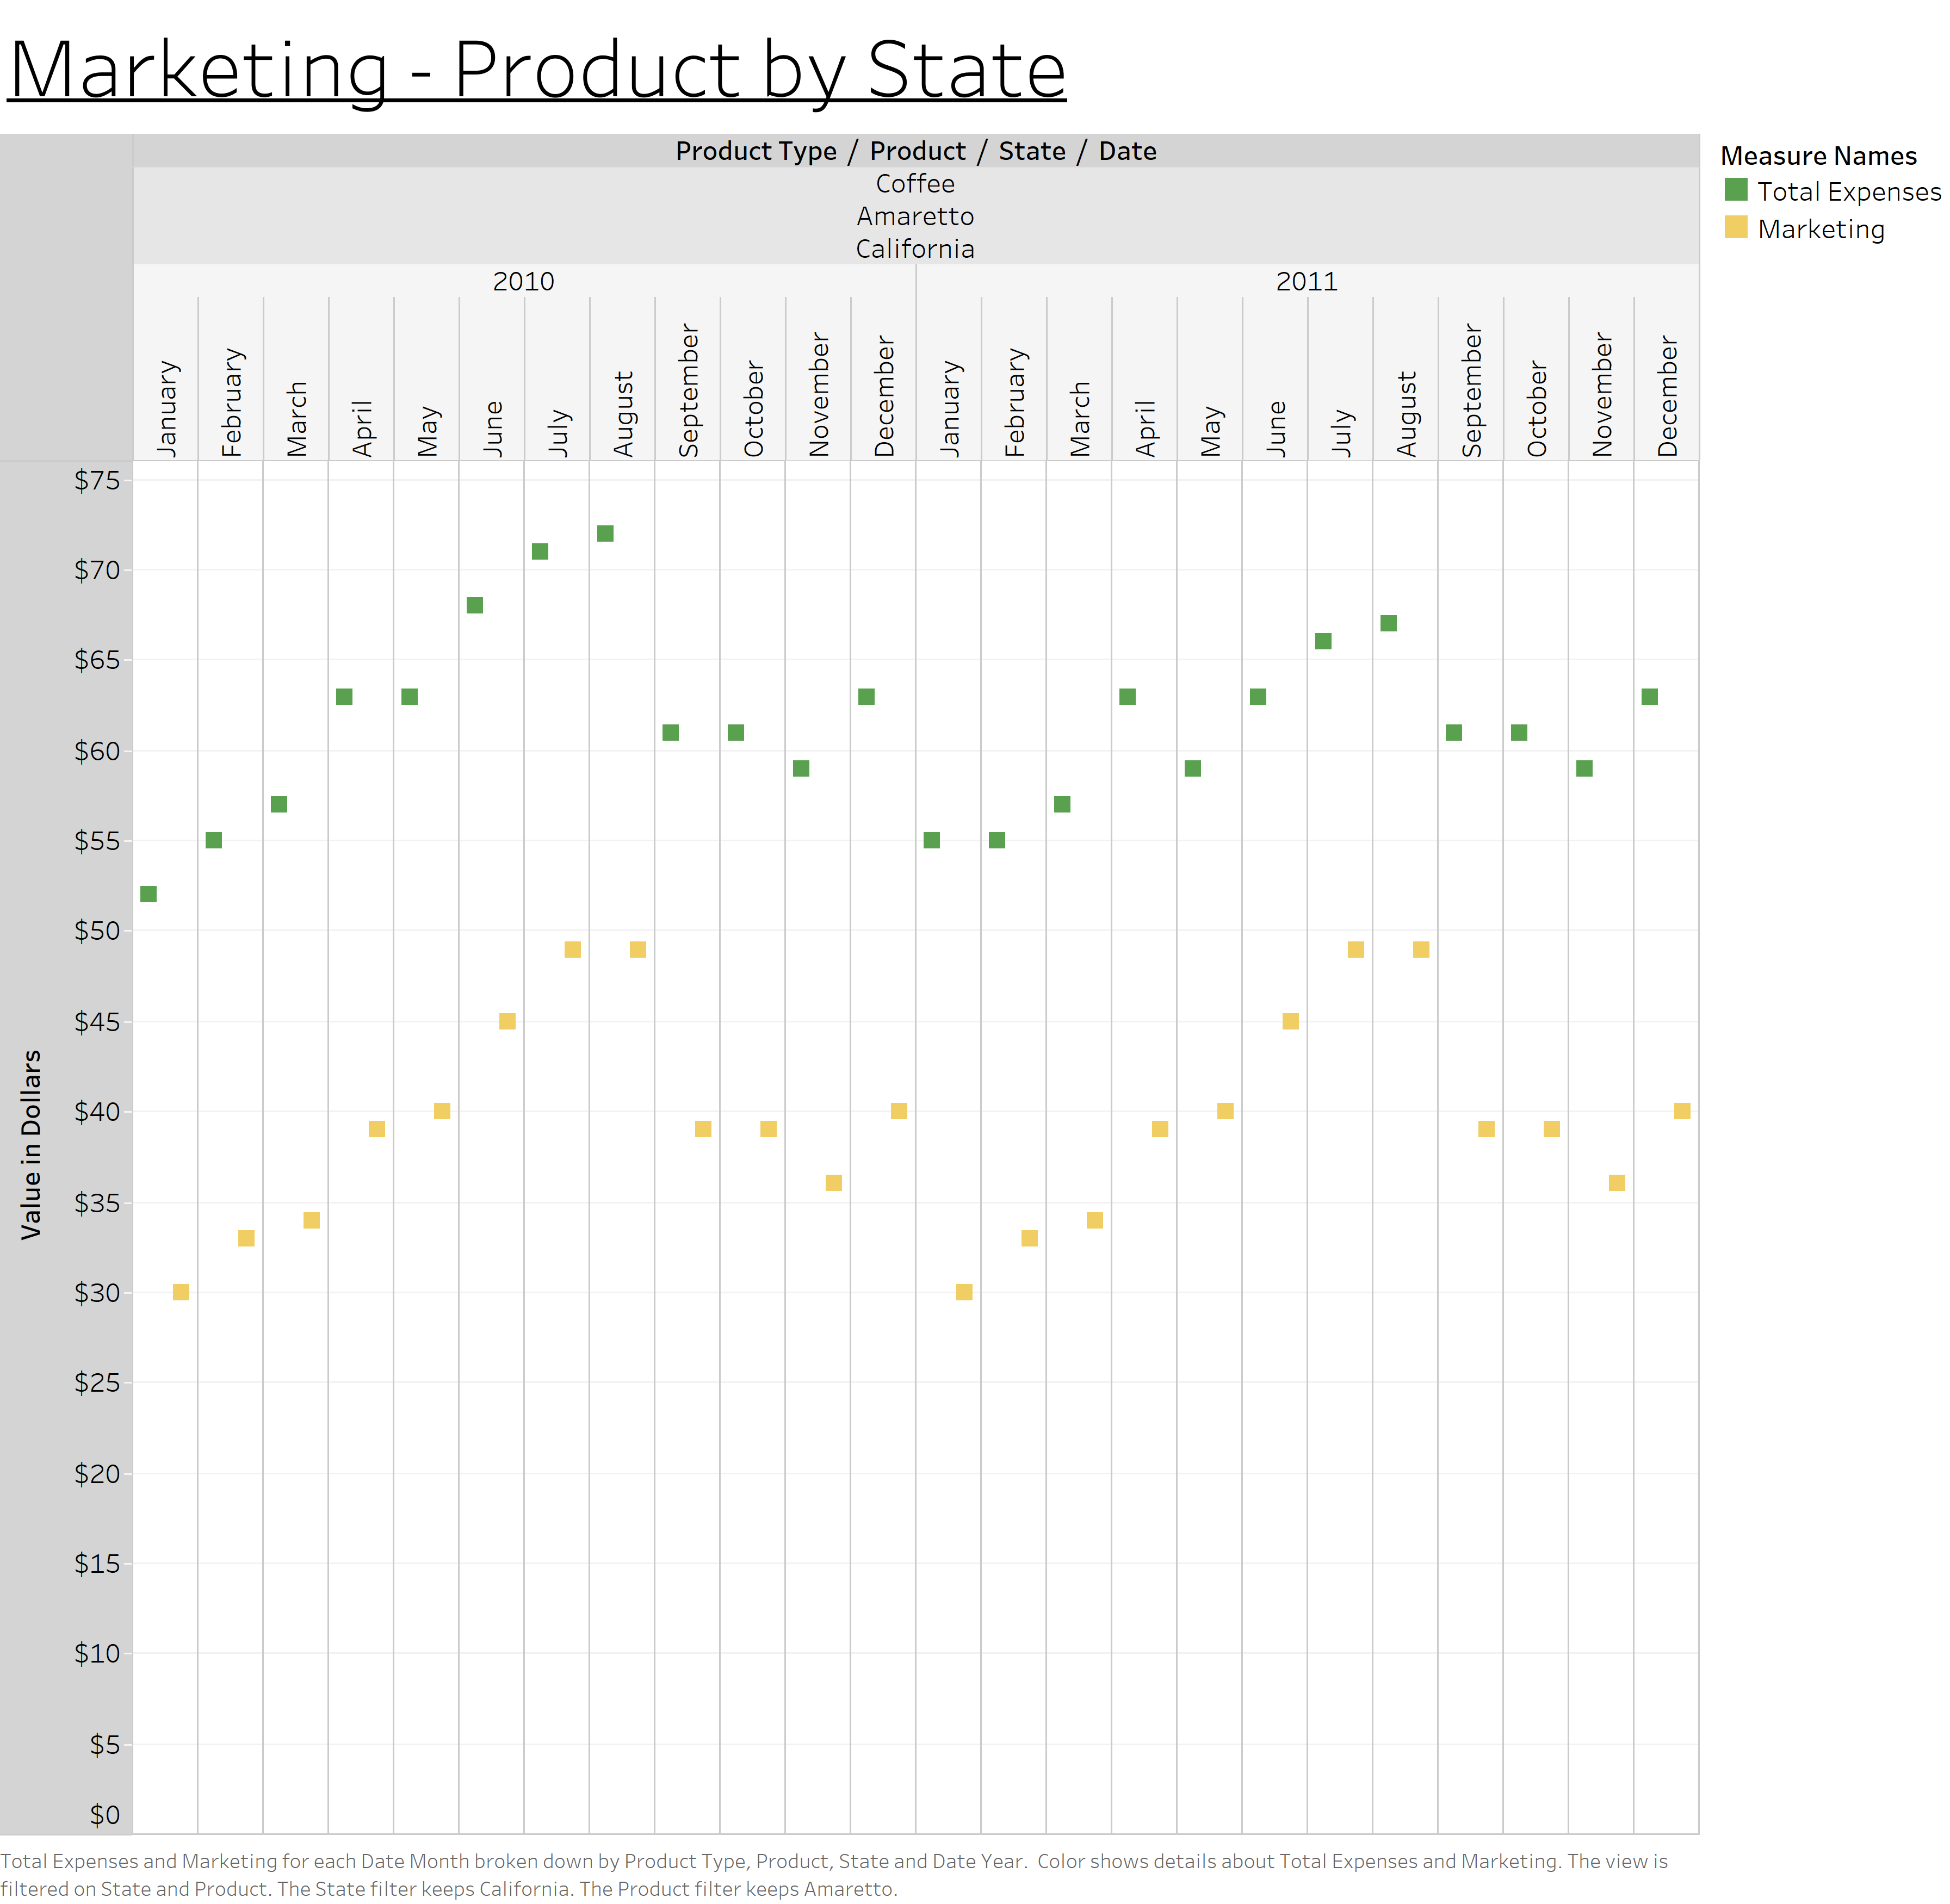 Marketing - Product by State
Product Type / Product / State / Date
Coffee
Amaretto
California
2010 2011
January February March April May June July August September October November December January February March April May June July August September October November December
Measure Names
Total Expenses
Marketing
Value in Dollars
$75
$70
$65
$60
$55
$50
$45
$40
$35
$30
$25
$20
$15
$10
$5
$0
Total Expenses and Marketing for each Date Month broken down by Product Type, Product, State and Date Year. Color shows details about Total Expenses and Marketing. The view is
filtered on State and Product. The State filter keeps California. The Product filter keeps Amaretto.